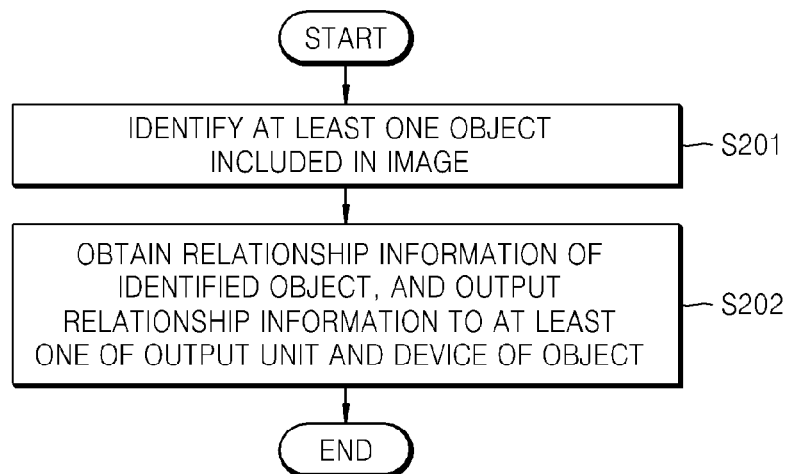 START
IDENTIFY AT LEAST ONE OBJECT
INCLUDED IN IMAGE
S201
OBTAIN RELATIONSHIP INFORMATION OF
IDENTIFIED OBJECT, AND OUTPUT
RELATIONSHIP INFORMATION TO AT LEAST
ONE OF OUTPUT UNIT AND DEVICE OF OBJECT
S202
END